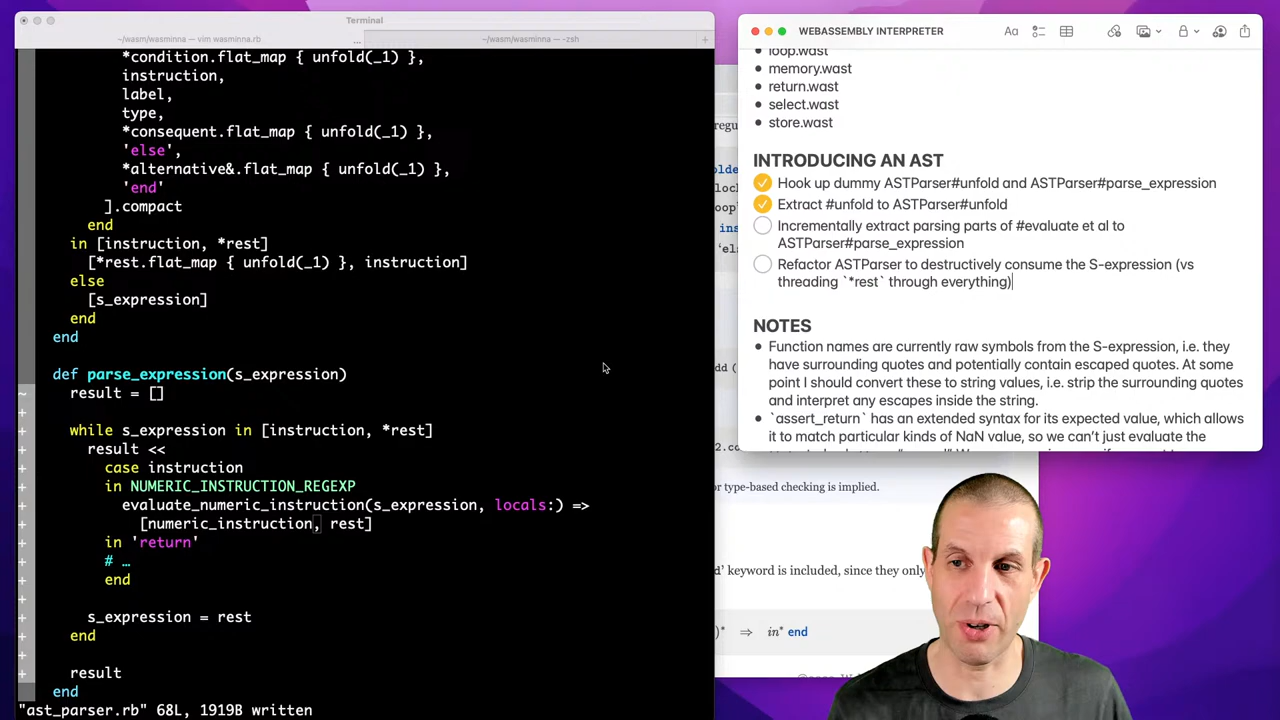 Terminal
~/wasm/wasminna — vim wasminna.rb
...
~/wasm/wasminna — -zsh
+
*condition.flat_map { unfold(_1) },
instruction,
label,
type,
*consequent.flat_map { unfold(_1) },
'else',
*alternative&.flat_map { unfold(_1) },
'end'
].compact
end
in [instruction, *rest]
[*rest.flat_map { unfold(_1) }, instruction]
else
[s_expression]
end
end
def parse_expression(s_expression)
~ result = []
+
+ while s_expression in [instruction, *rest]
+ result <<
+ case instruction
+ in NUMERIC_INSTRUCTION_REGEXP
+ evaluate_numeric_instruction(s_expression, locals:) =>
+ [numeric_instruction, rest]
+ in 'return'
+ # …
+ end
+
+ s_expression = rest
+ end
+
+ result
end
"ast_parser.rb" 68L, 1919B written
WEBASSEMBLY INTERPRETER
Aa
• loop.wast
• memory.wast
• return.wast
• select.wast
• store.wast
INTRODUCING AN AST
Hook up dummy ASTParser#unfold and ASTParser#parse_expression
Extract #unfold to ASTParser#unfold
Incrementally extract parsing parts of #evaluate et al to
ASTParser#parse_expression
Refactor ASTParser to destructively consume the S-expression (vs
threading `*rest` through everything)
NOTES
• Function names are currently raw symbols from the S-expression, i.e. they
have surrounding quotes and potentially contain escaped quotes. At some
point I should convert these to string values, i.e. strip the surrounding quotes
and interpret any escapes inside the string.
• `assert_return` has an extended syntax for its expected value, which allows
it to match particular kinds of NaN value, so we can't just evaluate the
or type-based checking is implied.
d' keyword is included, since they only
)* ⇒ in* end